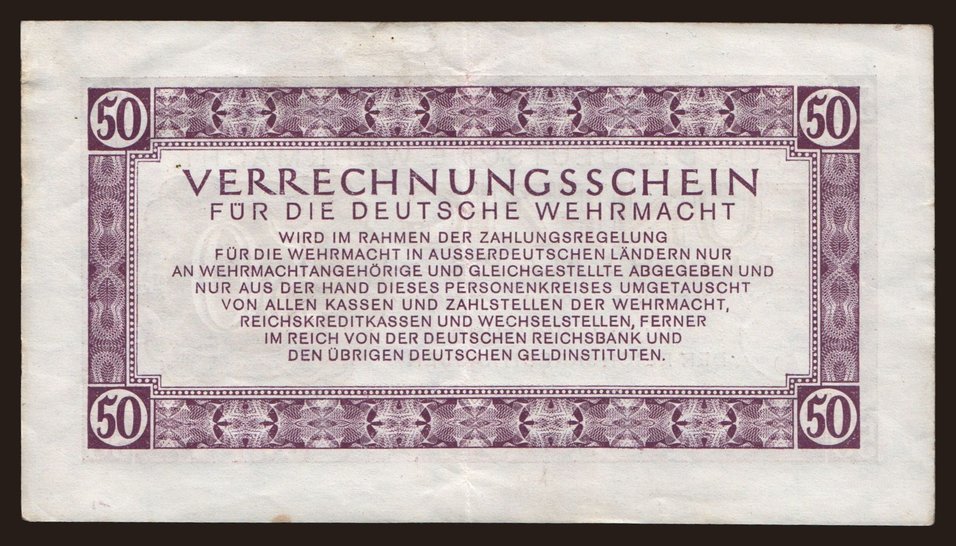 50 50
VERRECHNUNGSSCHEIN
FÜR DIE DEUTSCHE WEHRMACHT
WIRD IM RAHMEN DER ZAHLUNGSREGELUNG
FÜR DIE WEHRMACHT IN AUSSERDEUTSCHEN LÄNDERN NUR
AN WEHRMACHTANGEHÖRIGE UND GLEICHGESTELLTE ABGEGEBEN UND
NUR AUS DER HAND DIESES PERSONENKREISES UMGETAUSCHT
VON ALLEN KASSEN UND ZAHLSTELLEN DER WEHRMACHT,
REICHSKREDITKASSEN UND WECHSELSTELLEN, FERNER
IM REICH VON DER DEUTSCHEN REICHSBANK UND
DEN ÜBRIGEN DEUTSCHEN GELDINSTITUTEN.
50 50